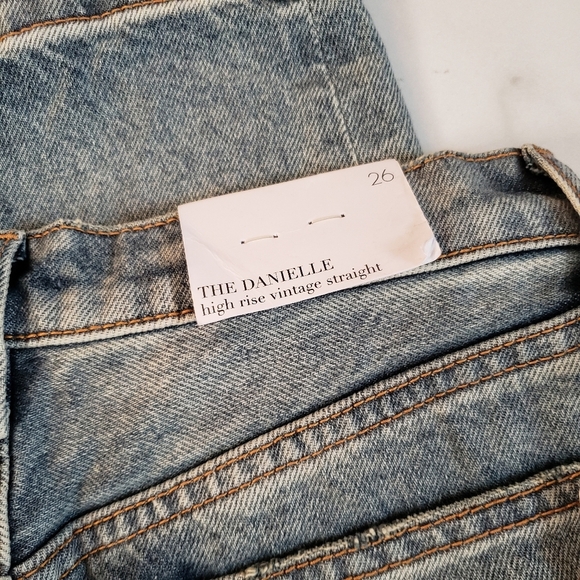 26
THE DANIELLE
high rise vintage straight